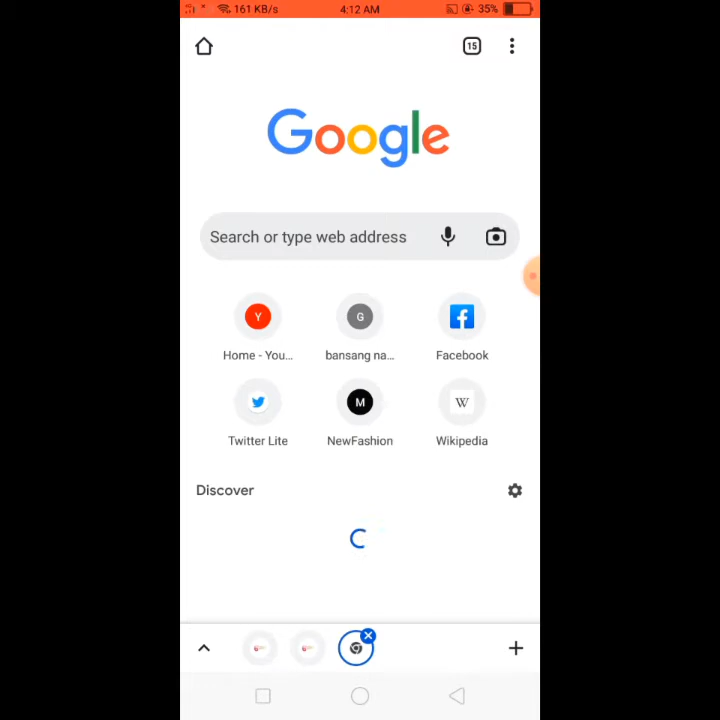 161 KB/s 4:12 AM 35%
15
Google
Search or type web address
Y G
Home - You... bansang na... Facebook
M W
Twitter Lite NewFashion Wikipedia
Discover